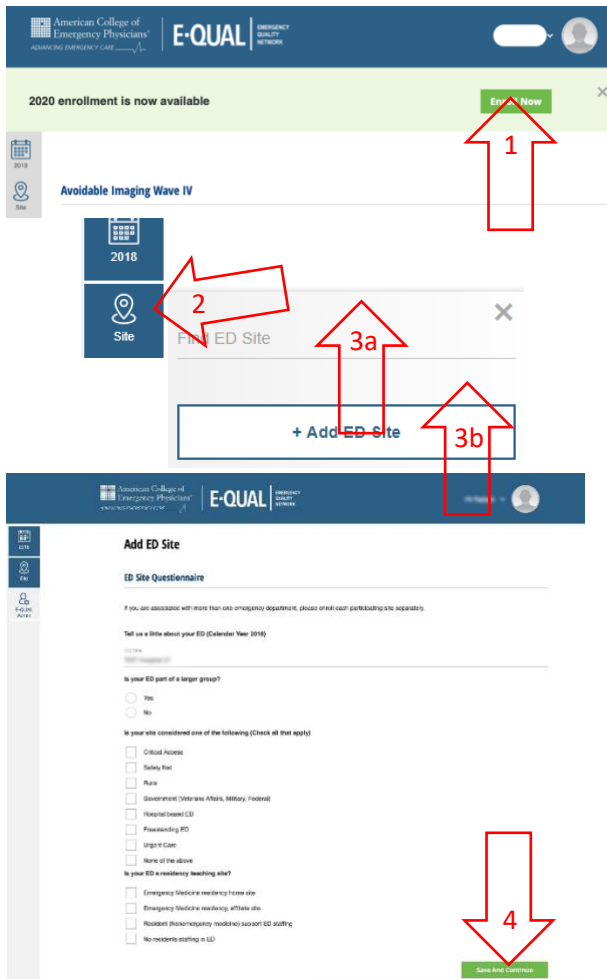 American College of
Emergency Physicians®
ADVANCING EMERGENCY CARE
E·QUAL
EMERGENCY
QUALITY
NETWORK
2020 enrollment is now available
Enroll Now
1
2019
Site
Avoidable Imaging Wave IV
2018
Site
2
Find ED Site
3a
+ Add ED Site
3b
American College of
Emergency Physicians®
E·QUAL
EMERGENCY
QUALITY
NETWORK
Site
E-QUAL
Admin
Add ED Site
ED Site Questionnaire
If you are associated with more than one emergency department, please enroll each participating site separately.
Tell us a little about your ED (Calendar Year 2018)
Is your ED part of a larger group?
Yes
No
Is your site considered one of the following (Check all that apply)
Critical Access
Safety Net
Rural
Government (Veterans Affairs, Military, Federal)
Hospital based ED
Freestanding ED
Urgent Care
None of the above
Is your ED a residency teaching site?
Emergency Medicine residency home site
Emergency Medicine residency, affiliate site
Resident (Nonemergency medicine) support ED staffing
No residents staffing in ED
4
Save And Continue